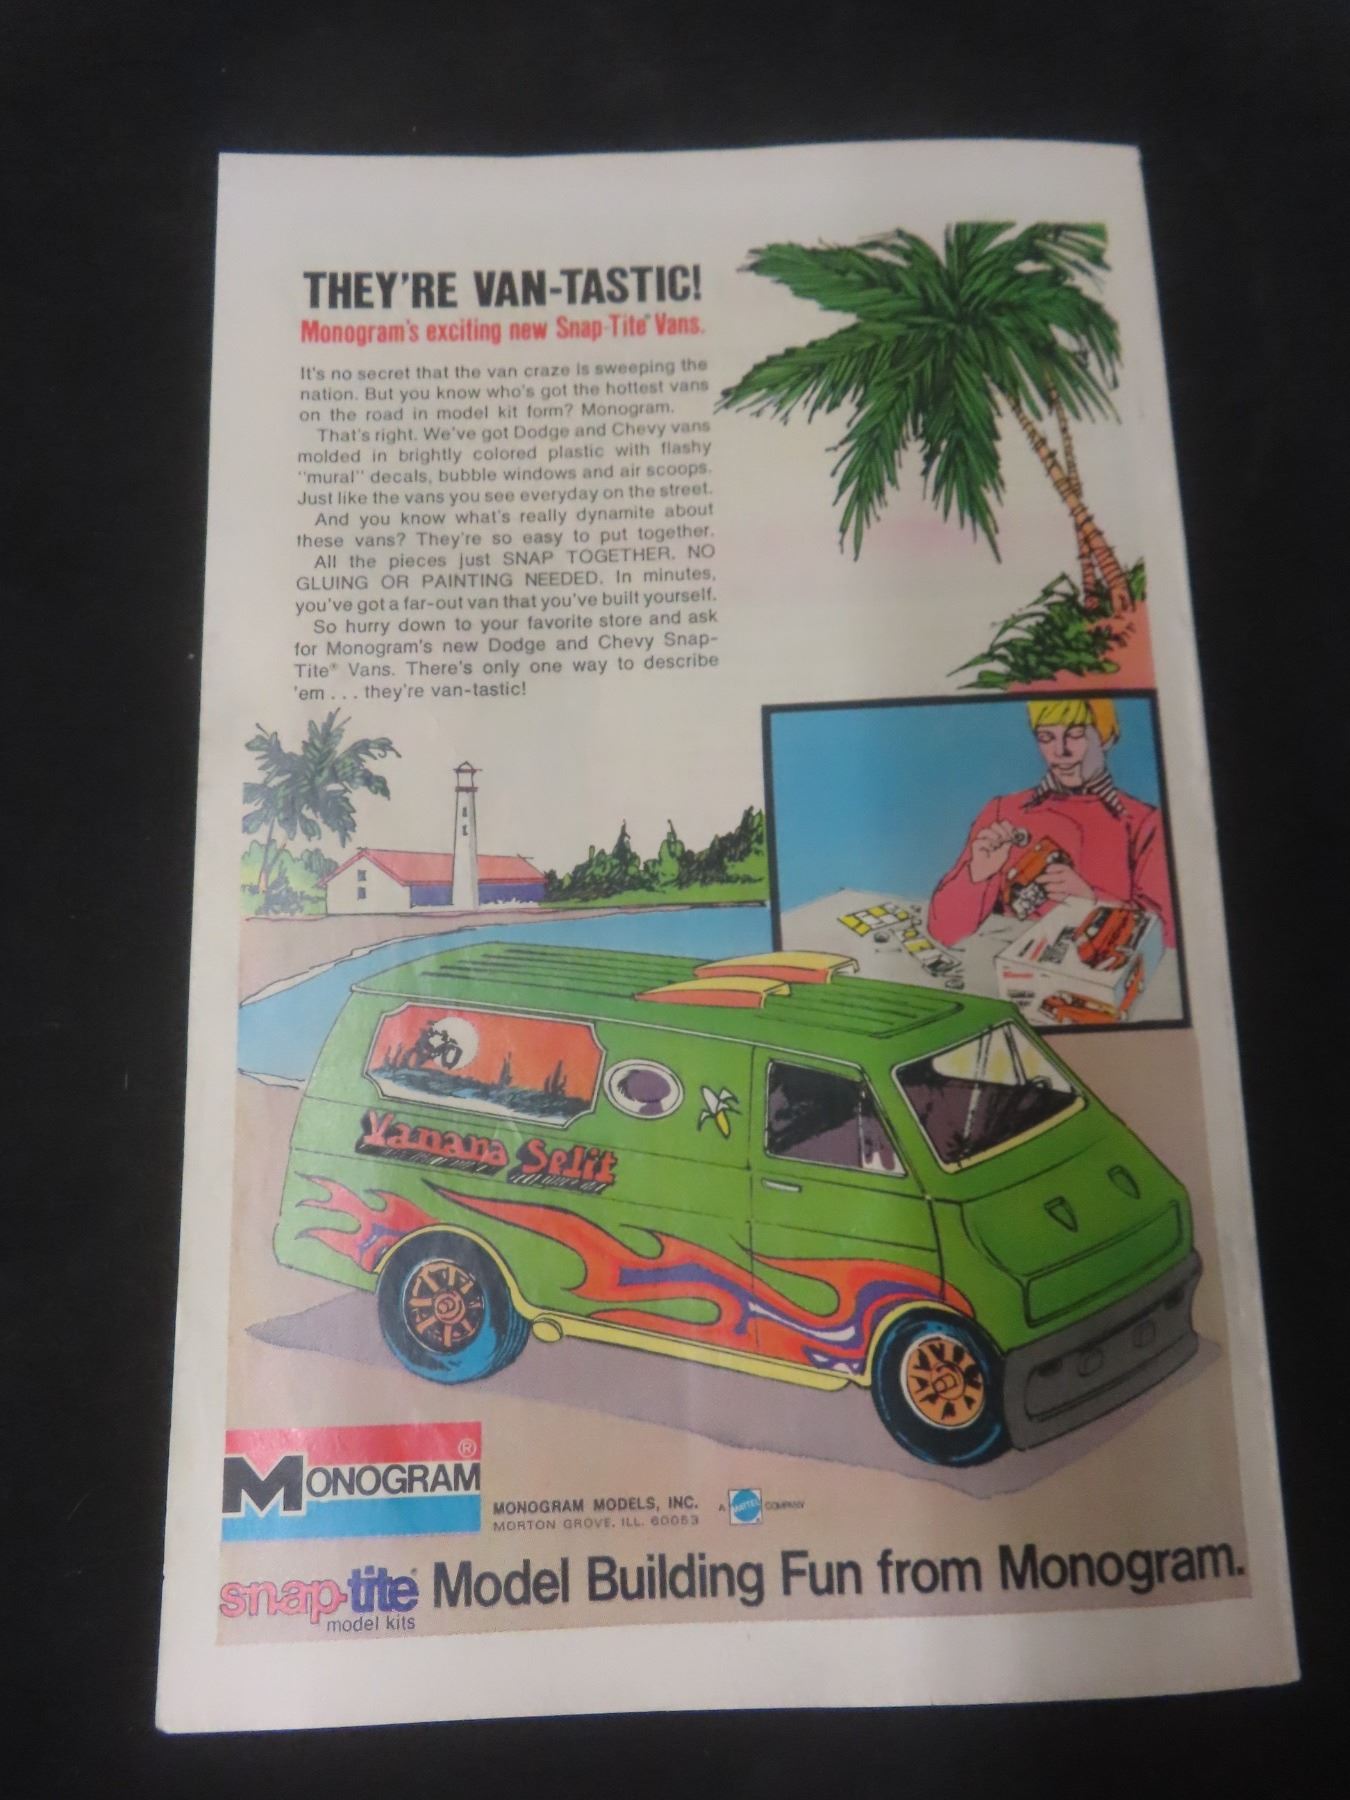 THEY'RE VAN-TASTIC!
Monogram's exciting new Snap-Tite® Vans.
It's no secret that the van craze is sweeping the
nation. But you know who's got the hottest vans
on the road in model kit form? Monogram.
That's right. We've got Dodge and Chevy vans
molded in brightly colored plastic with flashy
"mural" decals, bubble windows and air scoops.
Just like the vans you see everyday on the street.
And you know what's really dynamite about
these vans? They're so easy to put together.
All the pieces just SNAP TOGETHER. NO
GLUING OR PAINTING NEEDED. In minutes,
you've got a far-out van that you've built yourself.
So hurry down to your favorite store and ask
for Monogram's new Dodge and Chevy Snap-
Tite® Vans. There's only one way to describe
'em . . . they're van-tastic!
Vanana Split
MONOGRAM ®
MONOGRAM MODELS, INC.
MORTON GROVE, ILL. 60053
A MATTEL COMPANY
snap-tite®
model kits
Model Building Fun from Monogram.